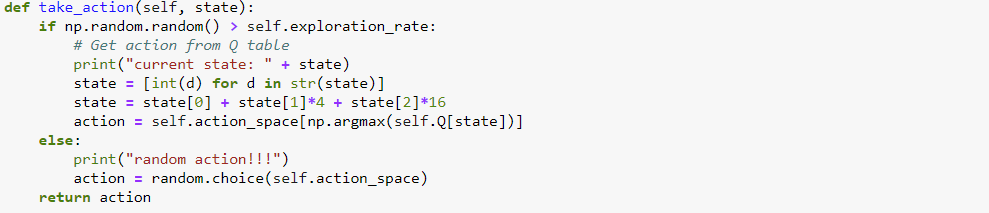 def take_action(self, state):
    if np.random.random() > self.exploration_rate:
        # Get action from Q table
        print("current state: " + state)
        state = [int(d) for d in str(state)]
        state = state[0] + state[1]*4 + state[2]*16
        action = self.action_space[np.argmax(self.Q[state])]
    else:
        print("random action!!!")
        action = random.choice(self.action_space)
    return action